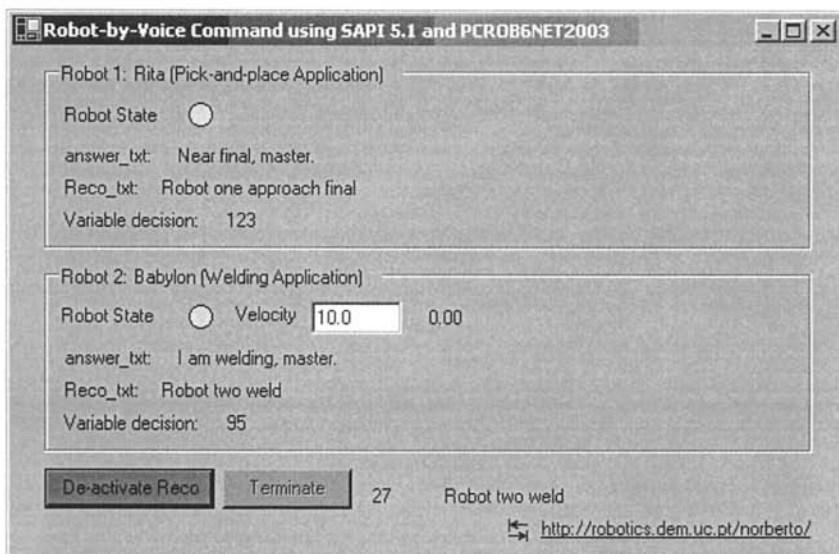 Robot-by-Voice Command using SAPI 5.1 and PCROB6NET2003
Robot 1: Rita (Pick-and-place Application)
Robot State
answer_txt: Near final, master.
Reco_txt: Robot one approach final
Variable decision: 123
Robot 2: Babylon (Welding Application)
Robot State Velocity 10.0 0.00
answer_txt: I am welding, master.
Reco_txt: Robot two weld
Variable decision: 95
De-activate Reco Terminate 27 Robot two weld
http://robotics.dem.uc.pt/norberto/